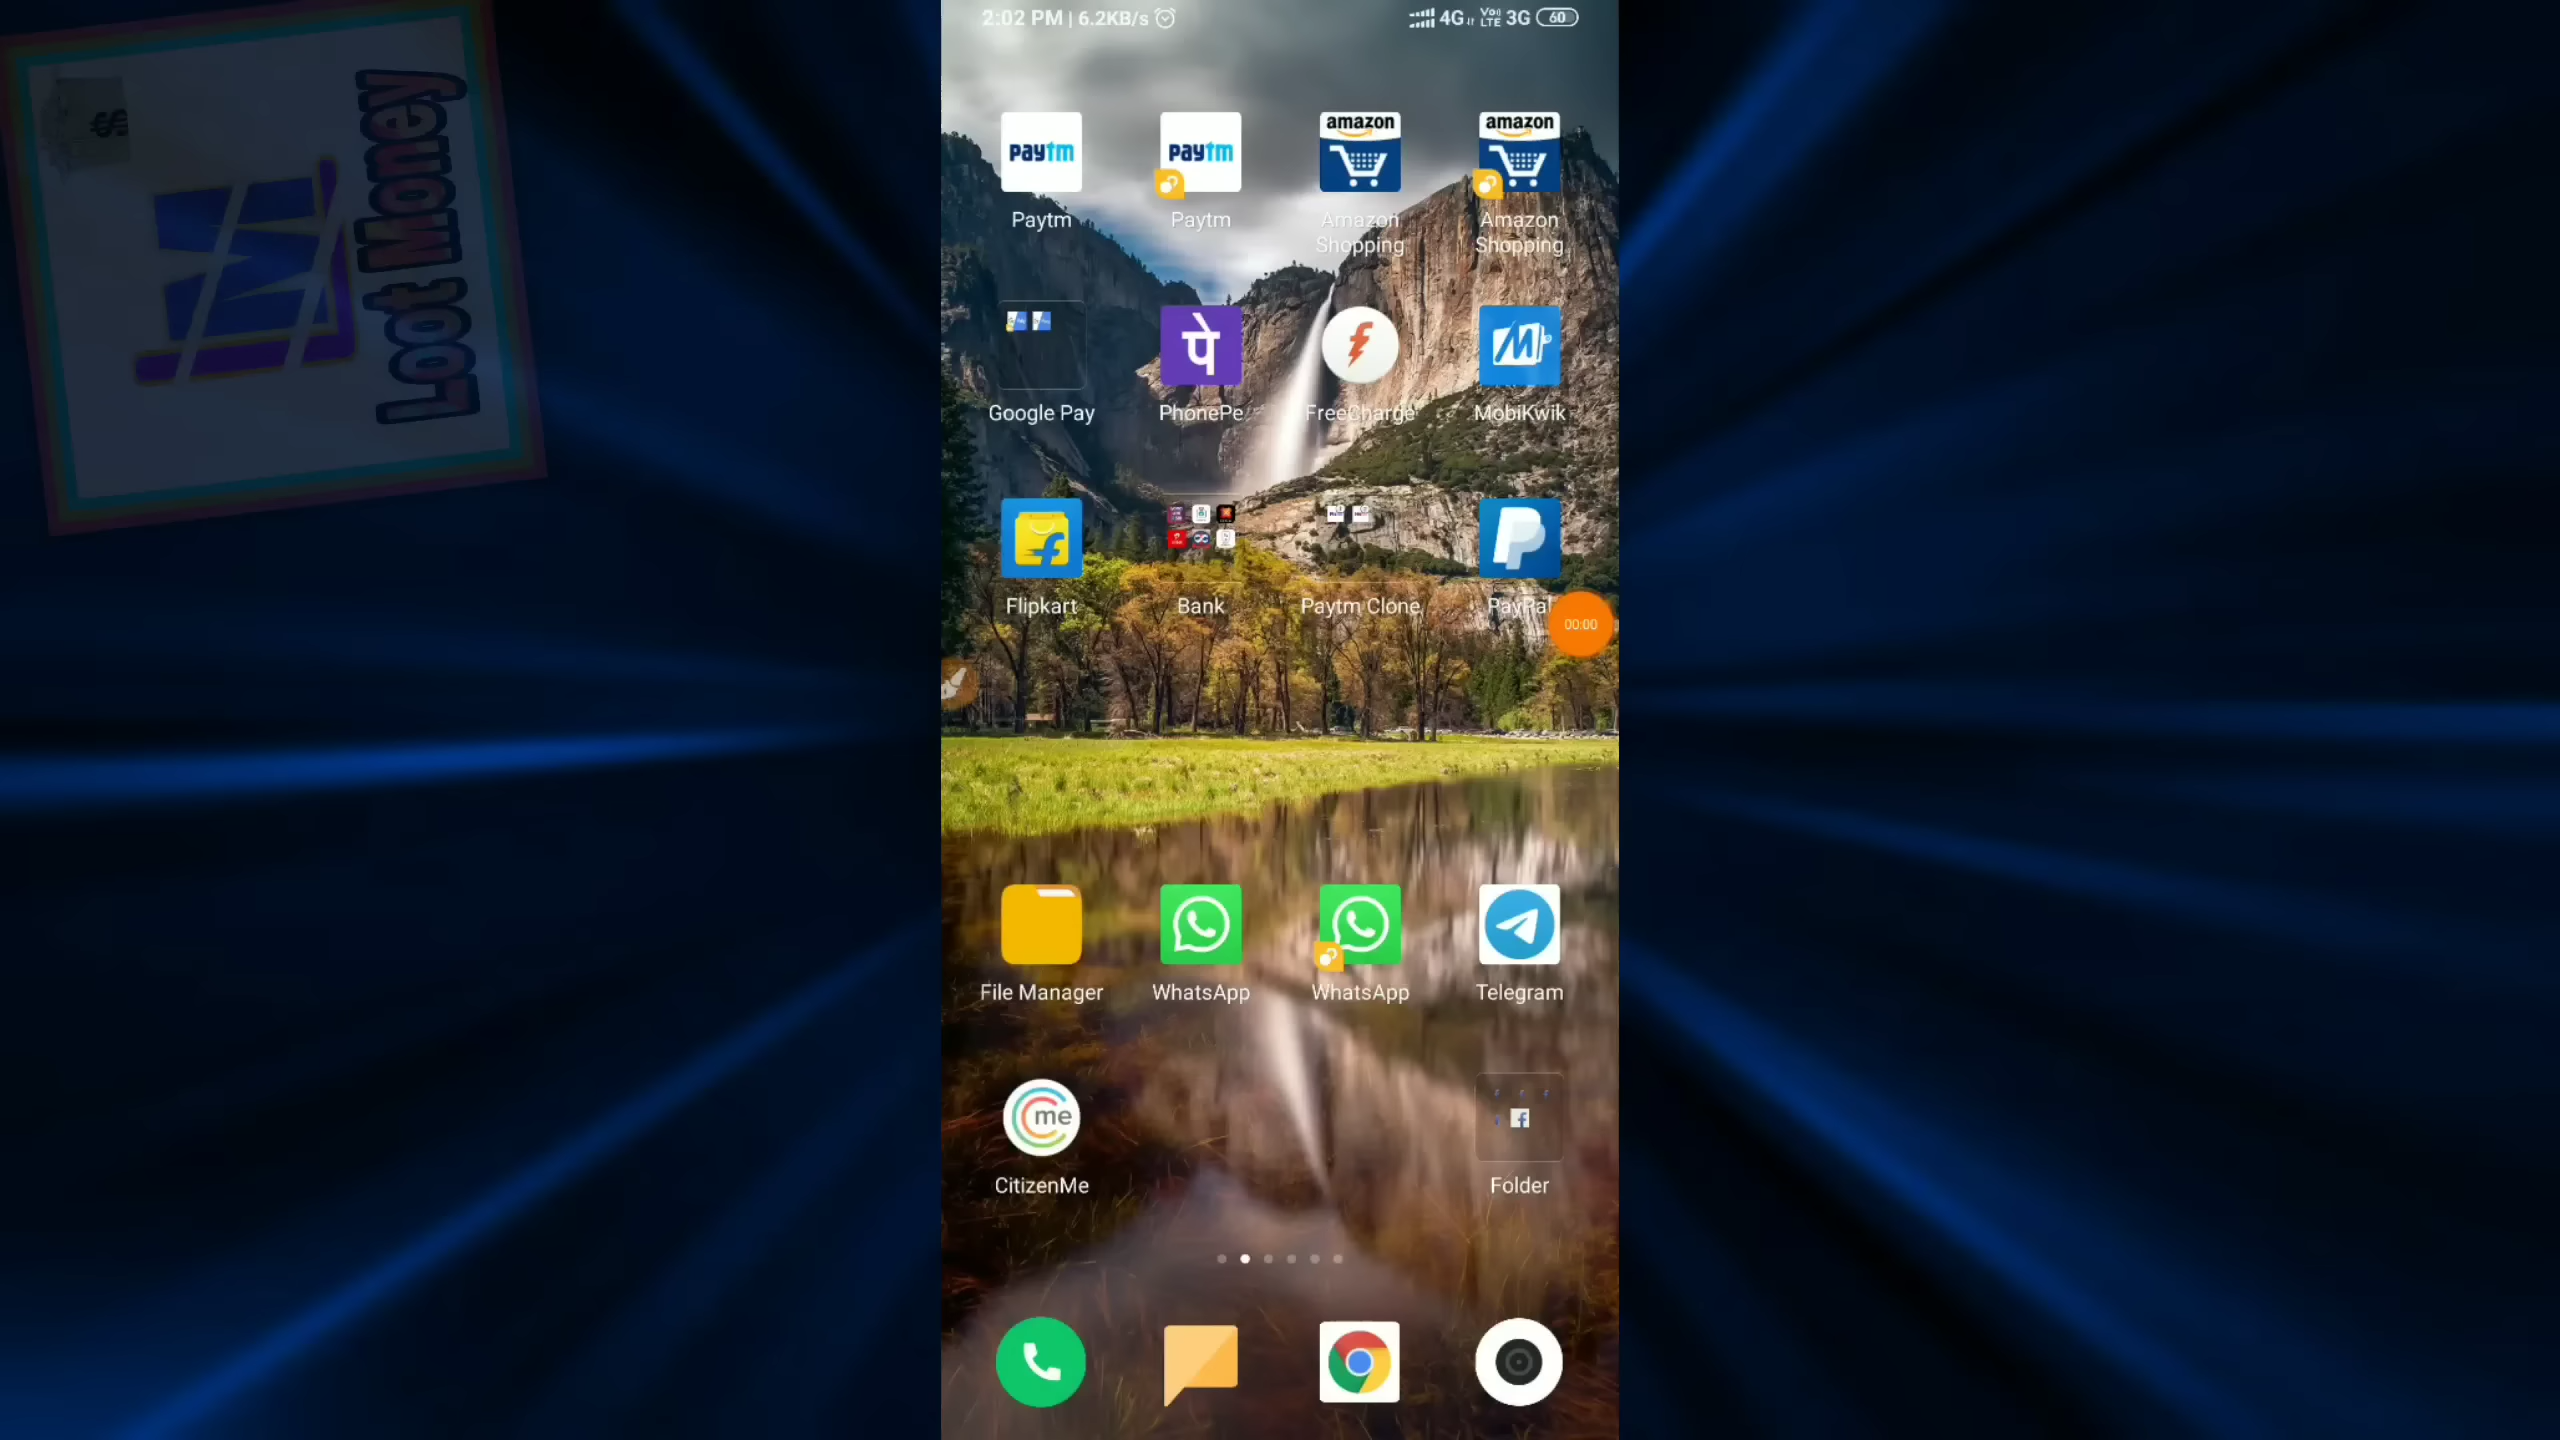 2:02 PM | 6.2KB/s
4G Vo)) LTE 3G 60
$
Loot Money
paytm
paytm
amazon
amazon
Paytm
Paytm
Amazon
Shopping
Amazon
Shopping
पे
Google Pay
PhonePe
FreeCharge
MobiKwik
Flipkart
Bank
Paytm Clone
PayPal
00:00
File Manager
WhatsApp
WhatsApp
Telegram
me
CitizenMe
Folder